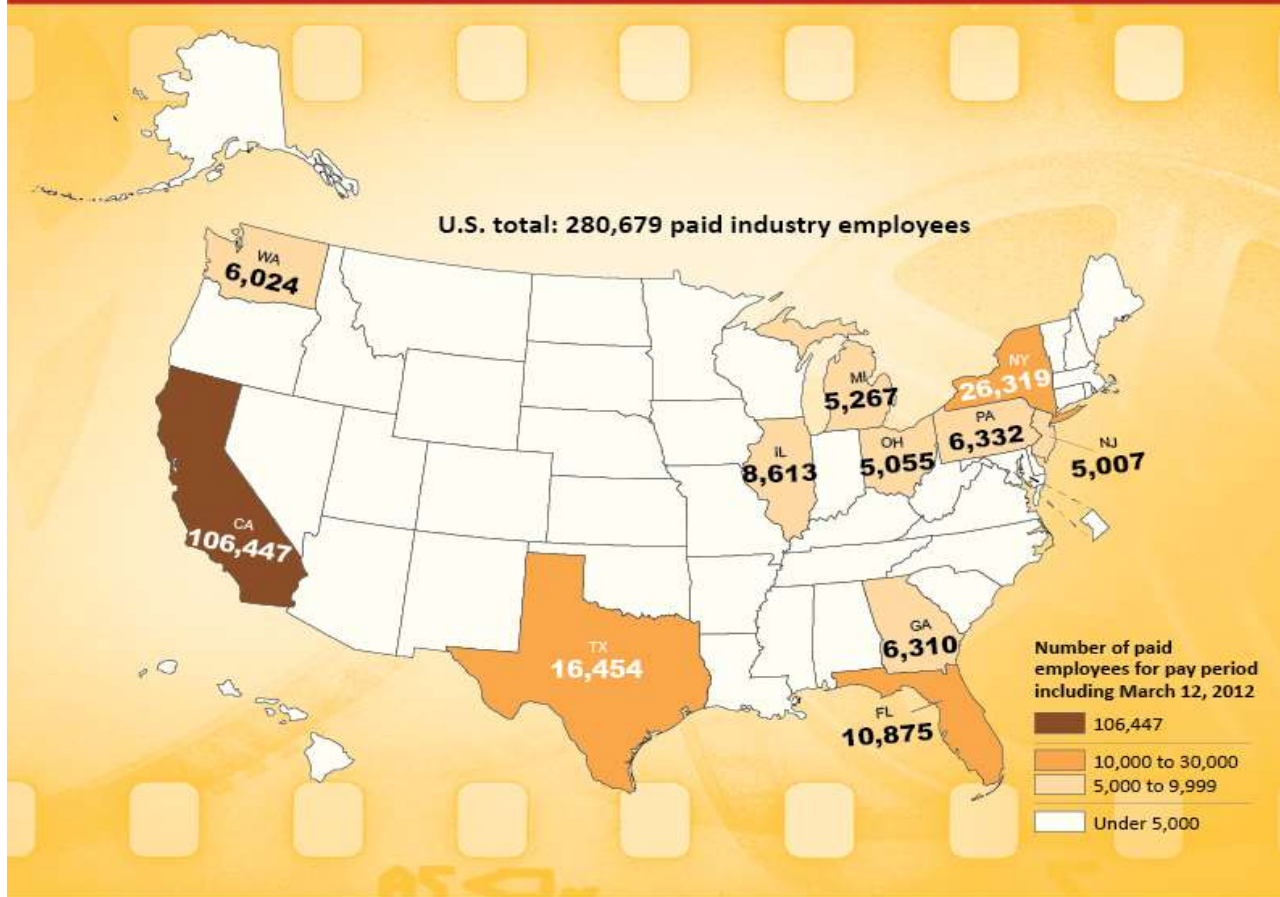 U.S. total: 280,679 paid industry employees
WA
6,024
MI
5,267
NY
26,319
PA
6,332
NJ
5,007
IL
8,613
OH
5,055
CA
106,447
TX
16,454
GA
6,310
FL
10,875
Number of paid
employees for pay period
including March 12, 2012
106,447
10,000 to 30,000
5,000 to 9,999
Under 5,000